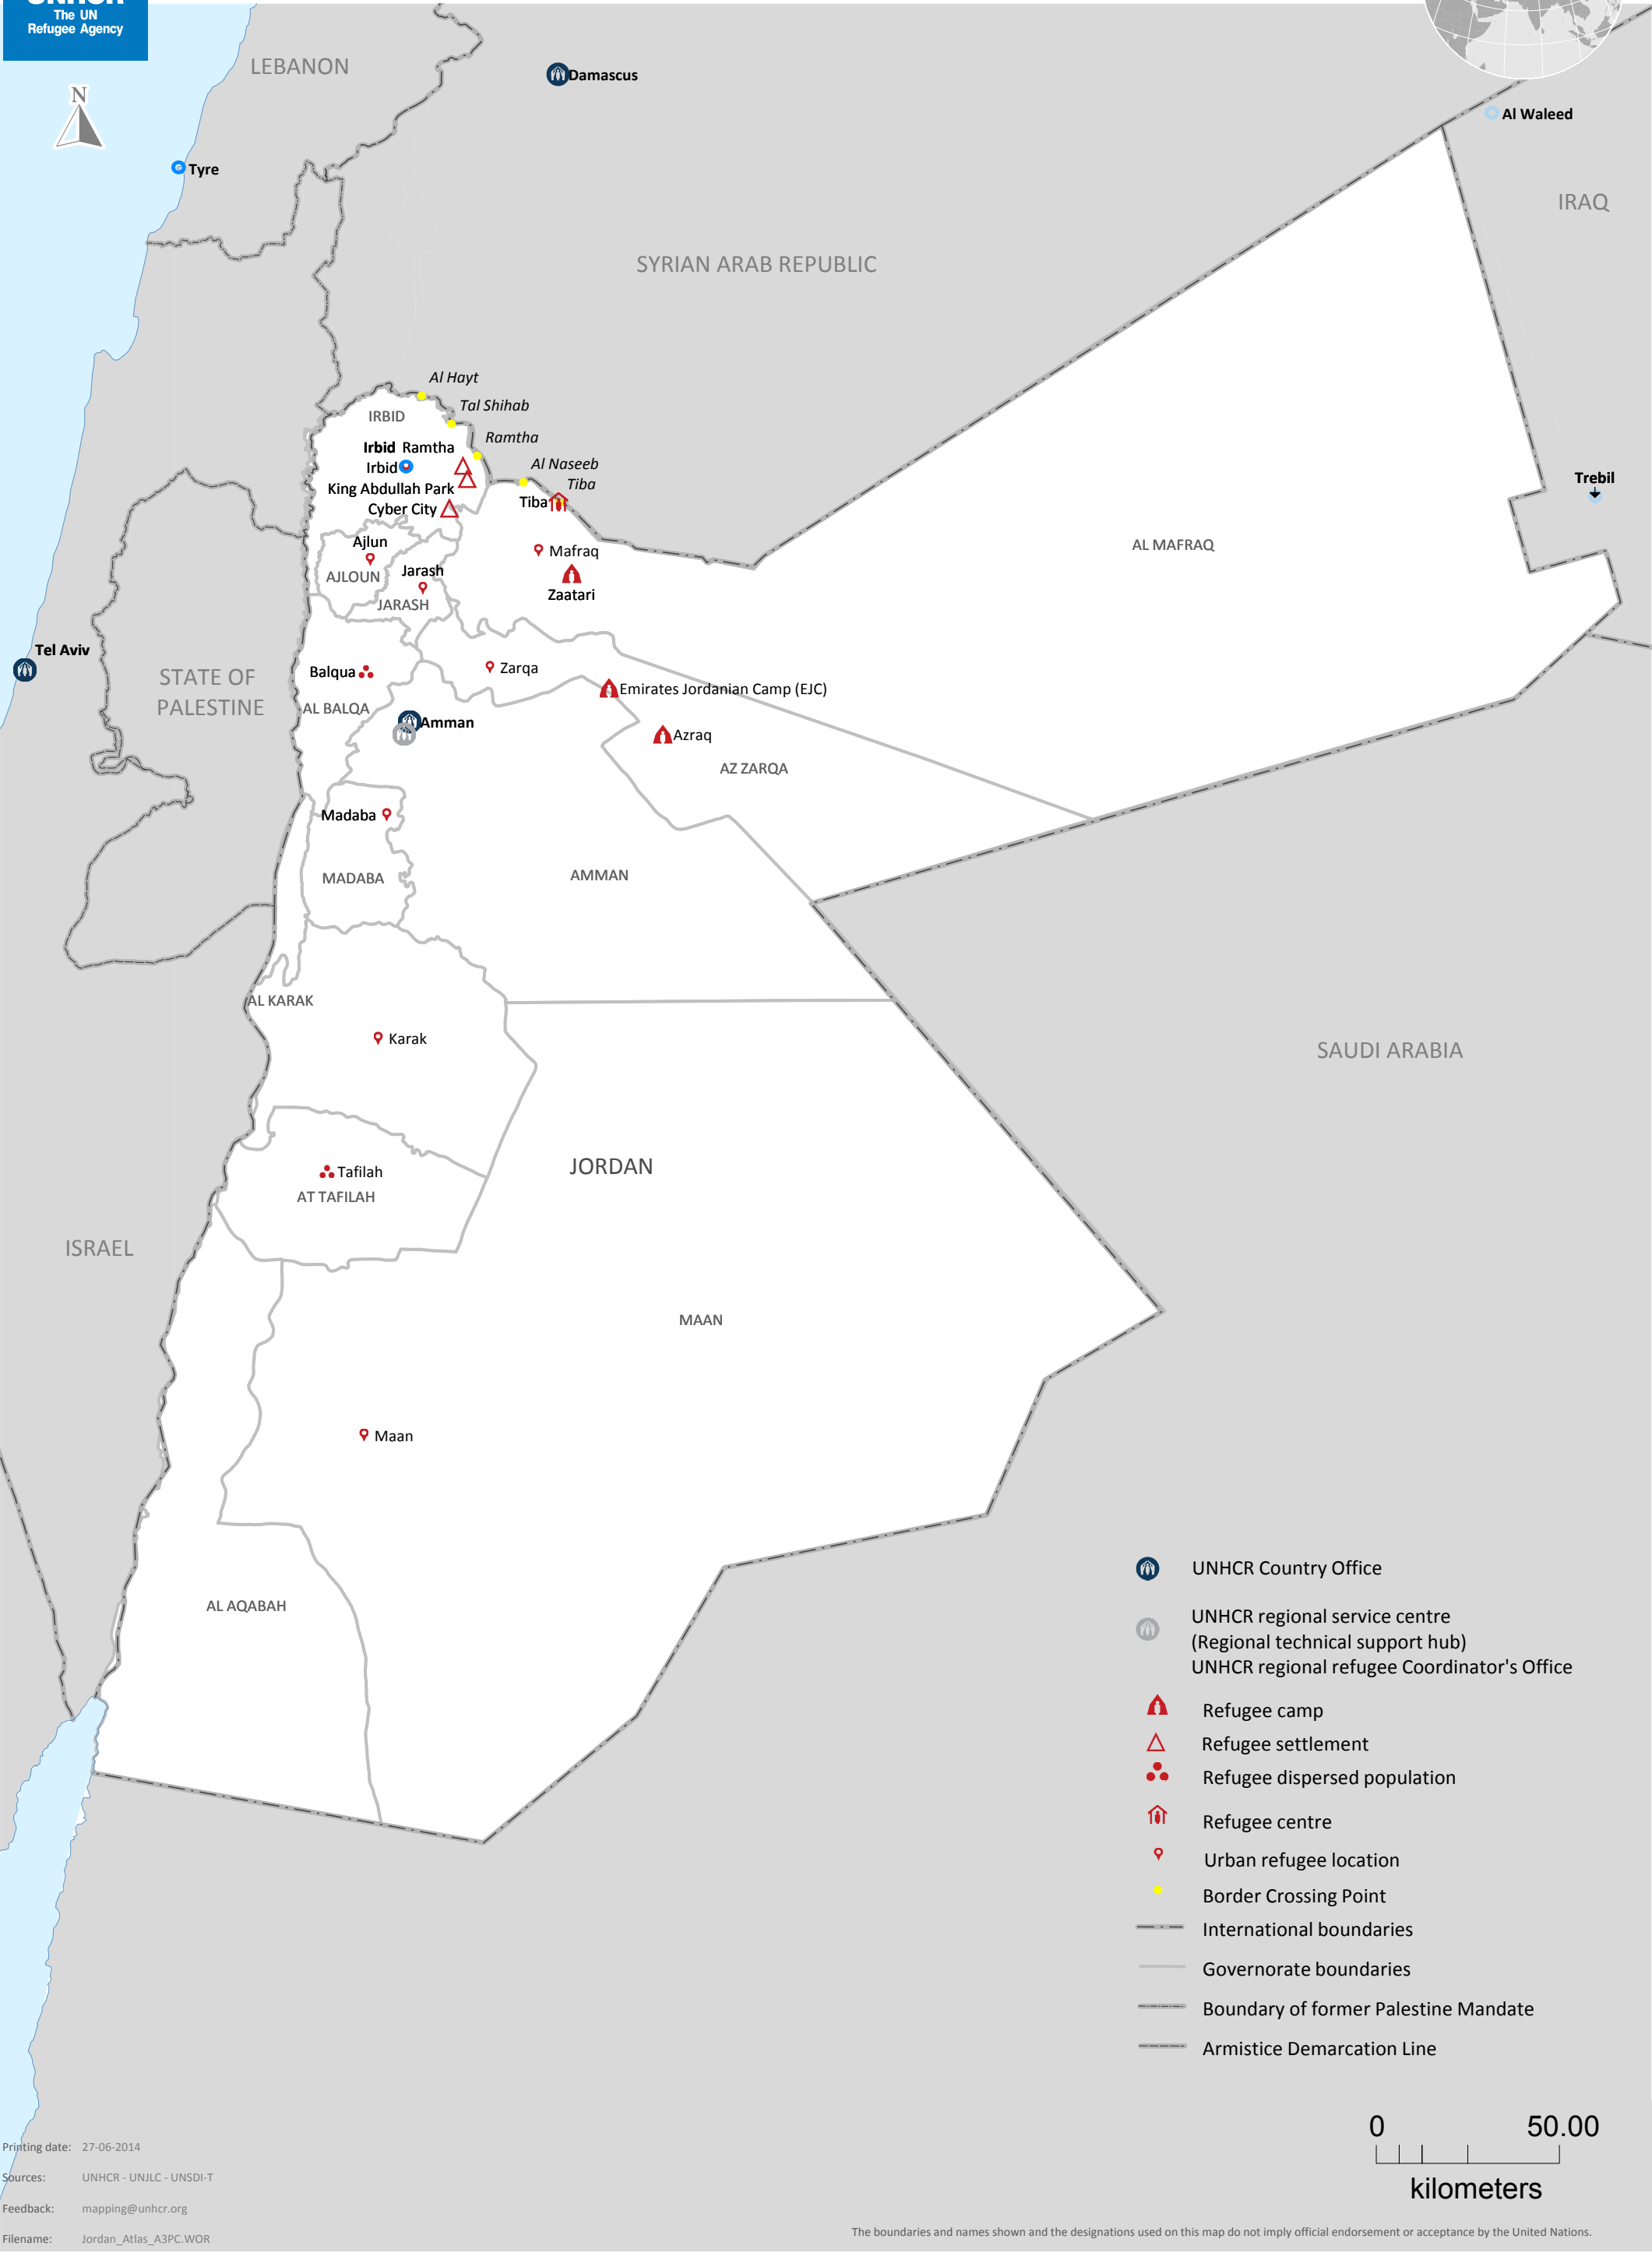 UNHCR
The UN
Refugee Agency
N
LEBANON
Damascus
Al Waleed
Tyre
IRAQ
SYRIAN ARAB REPUBLIC
Al Hayt
Tal Shihab
IRBID
Ramtha
Irbid Ramtha
Irbid
Al Naseeb
Tiba
King Abdullah Park
Tiba
Cyber City
Trebil
AL MAFRAQ
Ajlun
Mafraq
Jarash
AJLOUN
Zaatari
JARASH
Tel Aviv
STATE OF
PALESTINE
Balqua
Zarqa
Emirates Jordanian Camp (EJC)
AL BALQA
Amman
Azraq
AZ ZARQA
Madaba
MADABA
AMMAN
AL KARAK
Karak
SAUDI ARABIA
JORDAN
Tafilah
AT TAFILAH
ISRAEL
MAAN
Maan
AL AQABAH
UNHCR Country Office
UNHCR regional service centre
(Regional technical support hub)
UNHCR regional refugee Coordinator's Office
Refugee camp
Refugee settlement
Refugee dispersed population
Refugee centre
Urban refugee location
Border Crossing Point
International boundaries
Governorate boundaries
Boundary of former Palestine Mandate
Armistice Demarcation Line
0 50.00
kilometers
Printing date: 27-06-2014
Sources: UNHCR - UNJLC - UNSDI-T
Feedback: mapping@unhcr.org
Filename: Jordan_Atlas_A3PC.WOR
The boundaries and names shown and the designations used on this map do not imply official endorsement or acceptance by the United Nations.